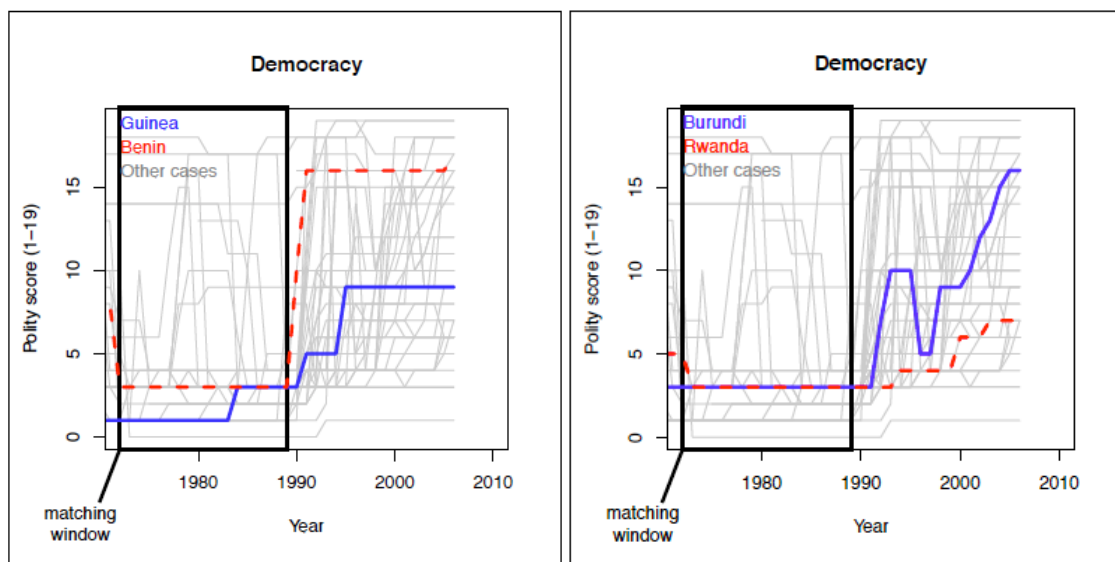 Democracy
Guinea
Benin
Other cases
Polity score (1–19)
15
10
5
0
1980
1990
2000
2010
matching
window
Year
Democracy
Burundi
Rwanda
Other cases
Polity score (1–19)
15
10
5
0
1980
1990
2000
2010
matching
window
Year